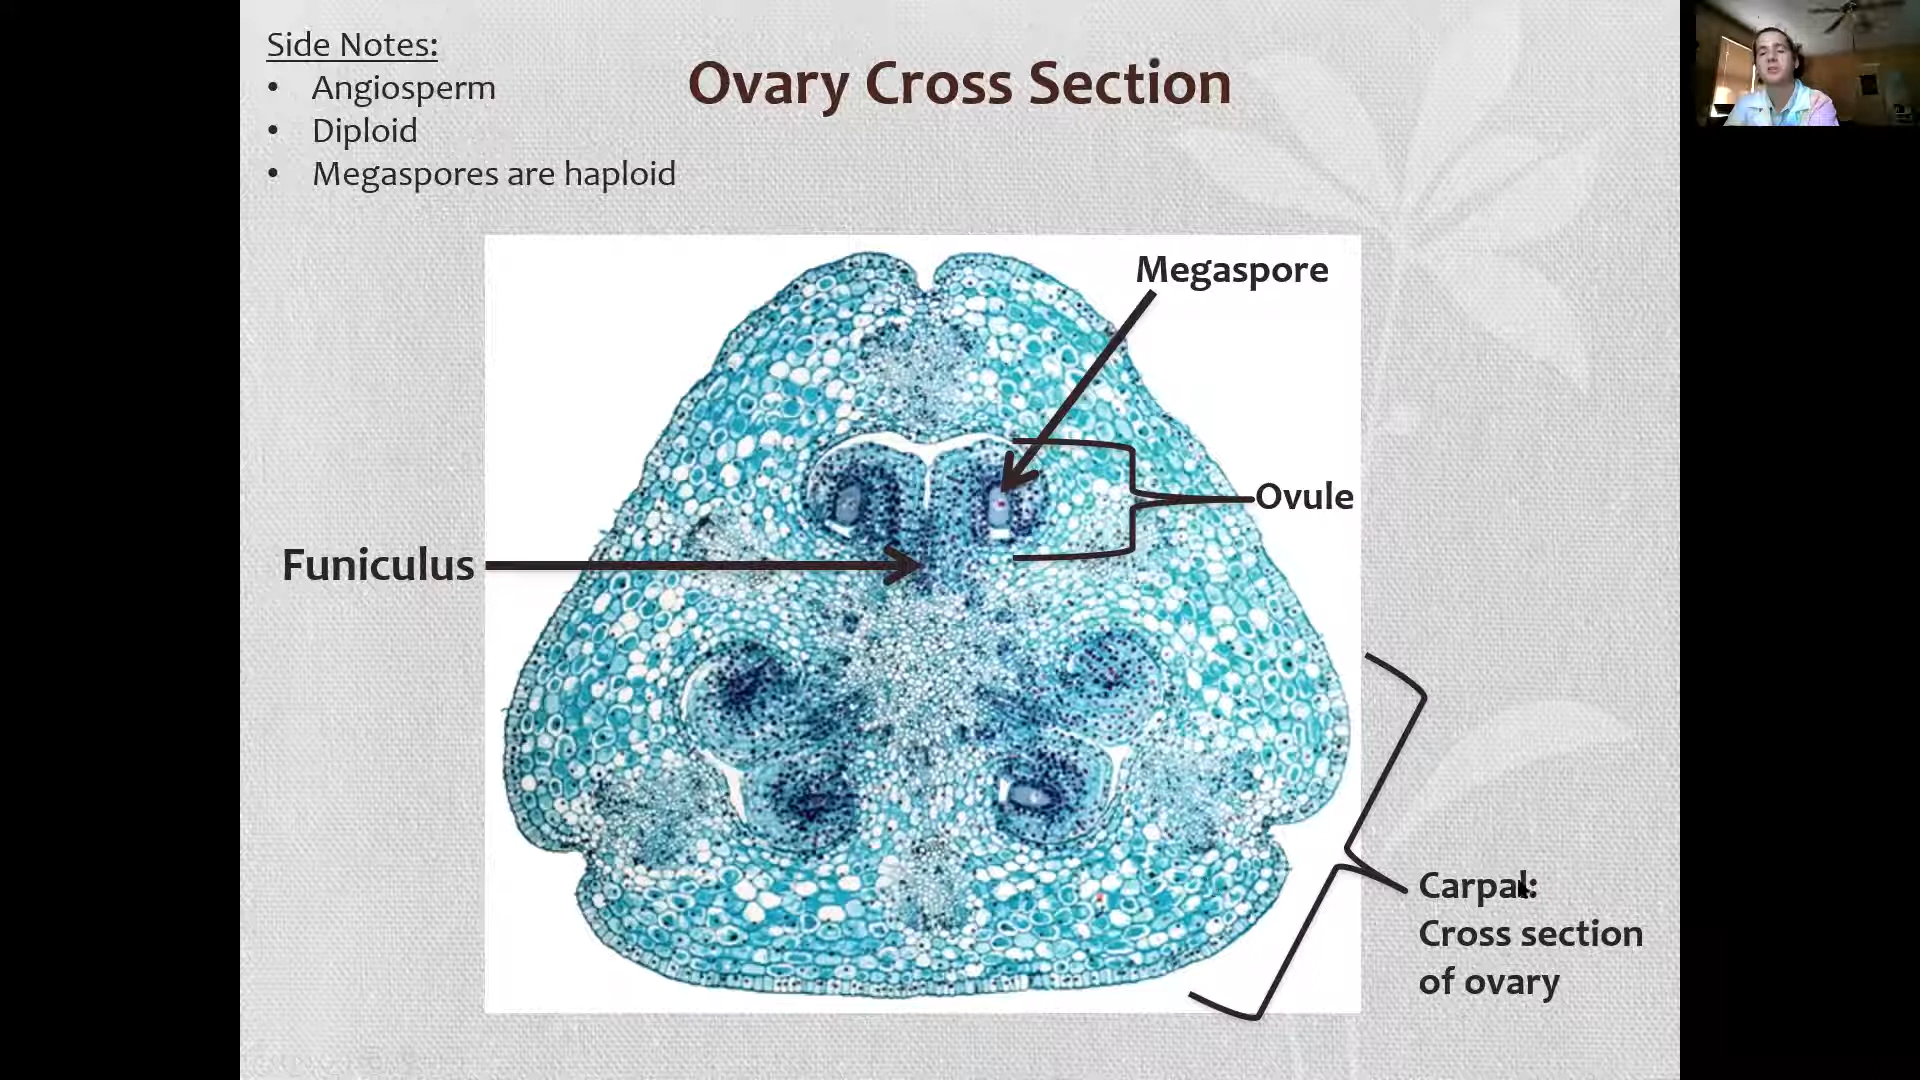 Side Notes:
• Angiosperm
• Diploid
• Megaspores are haploid
Ovary Cross Section
Megaspore
Ovule
Funiculus
Carpal:
Cross section
of ovary